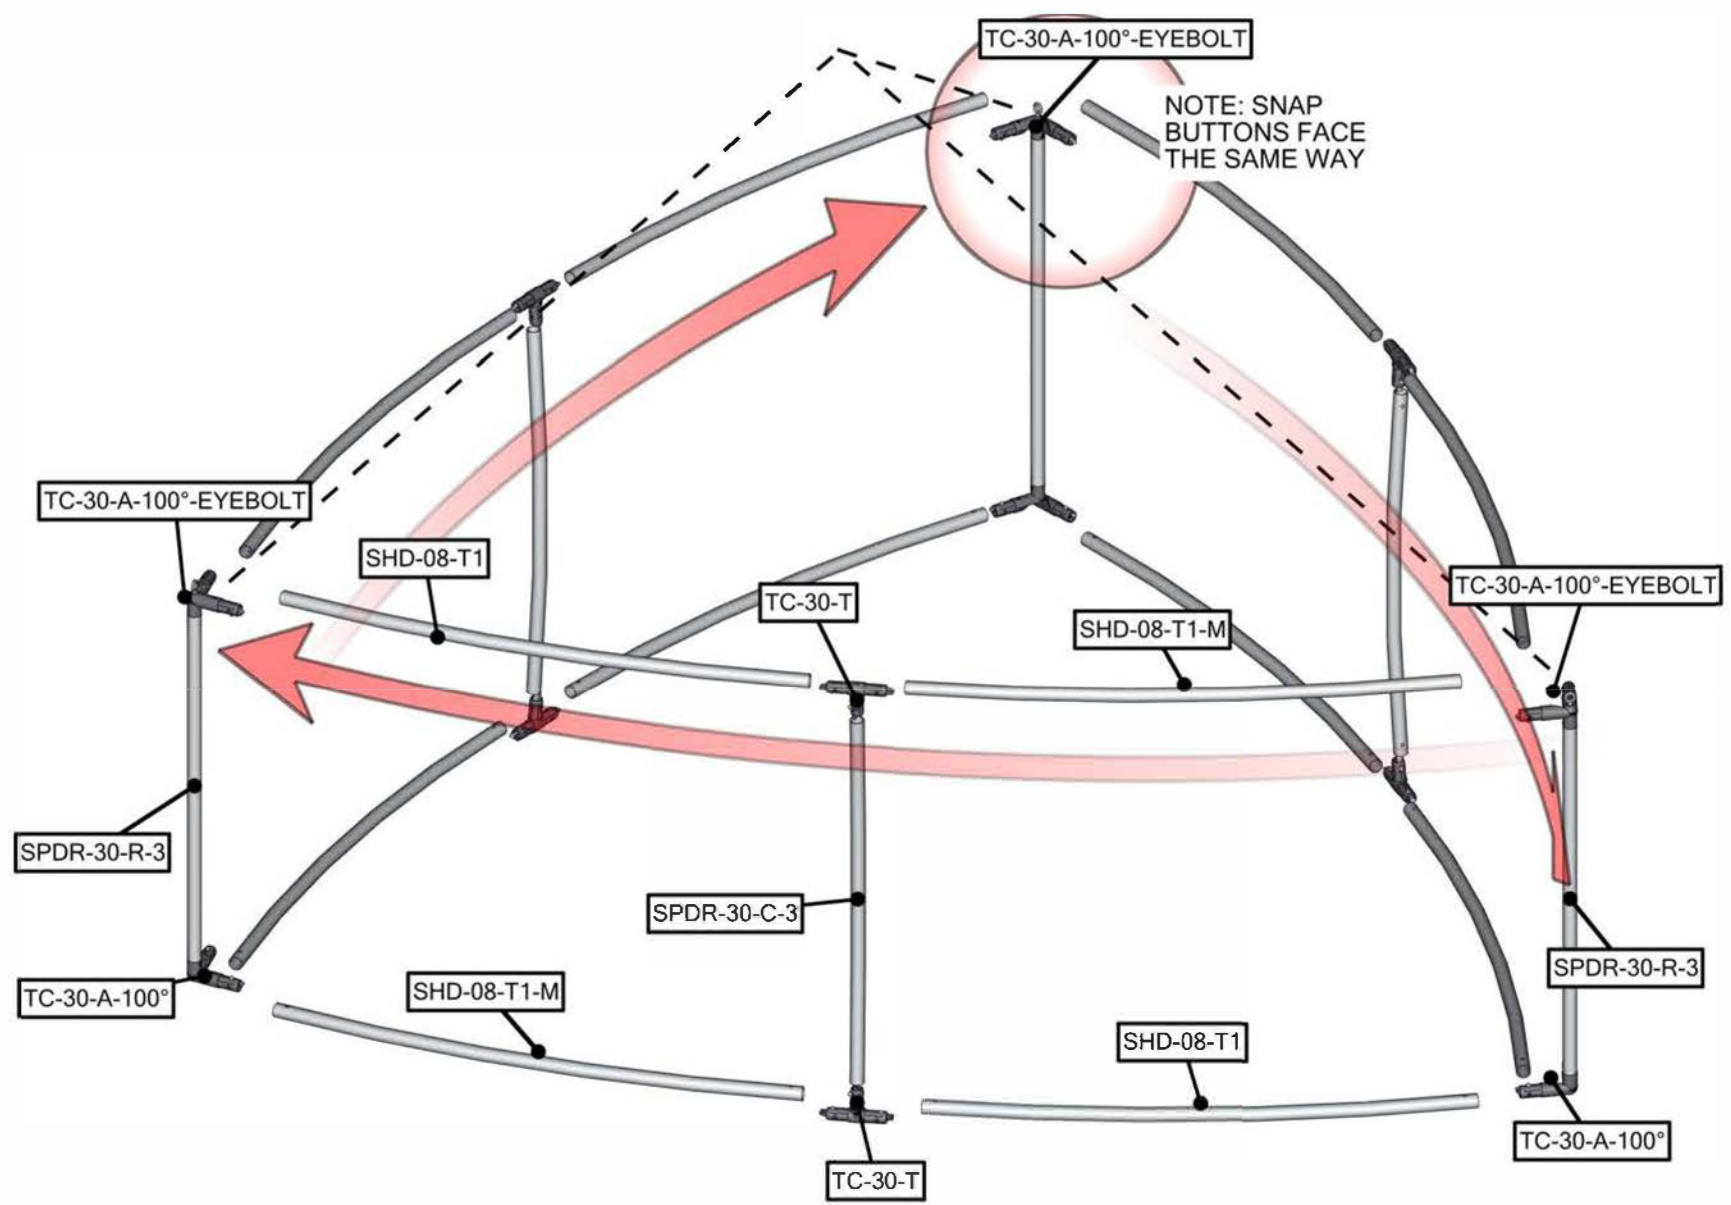 TC-30-A-100°-EYEBOLT
NOTE: SNAP
BUTTONS FACE
THE SAME WAY
TC-30-A-100°-EYEBOLT
SHD-08-T1
TC-30-T
SHD-08-T1-M
TC-30-A-100°-EYEBOLT
SPDR-30-R-3
SPDR-30-C-3
SPDR-30-R-3
TC-30-A-100°
SHD-08-T1-M
SHD-08-T1
TC-30-A-100°
TC-30-T